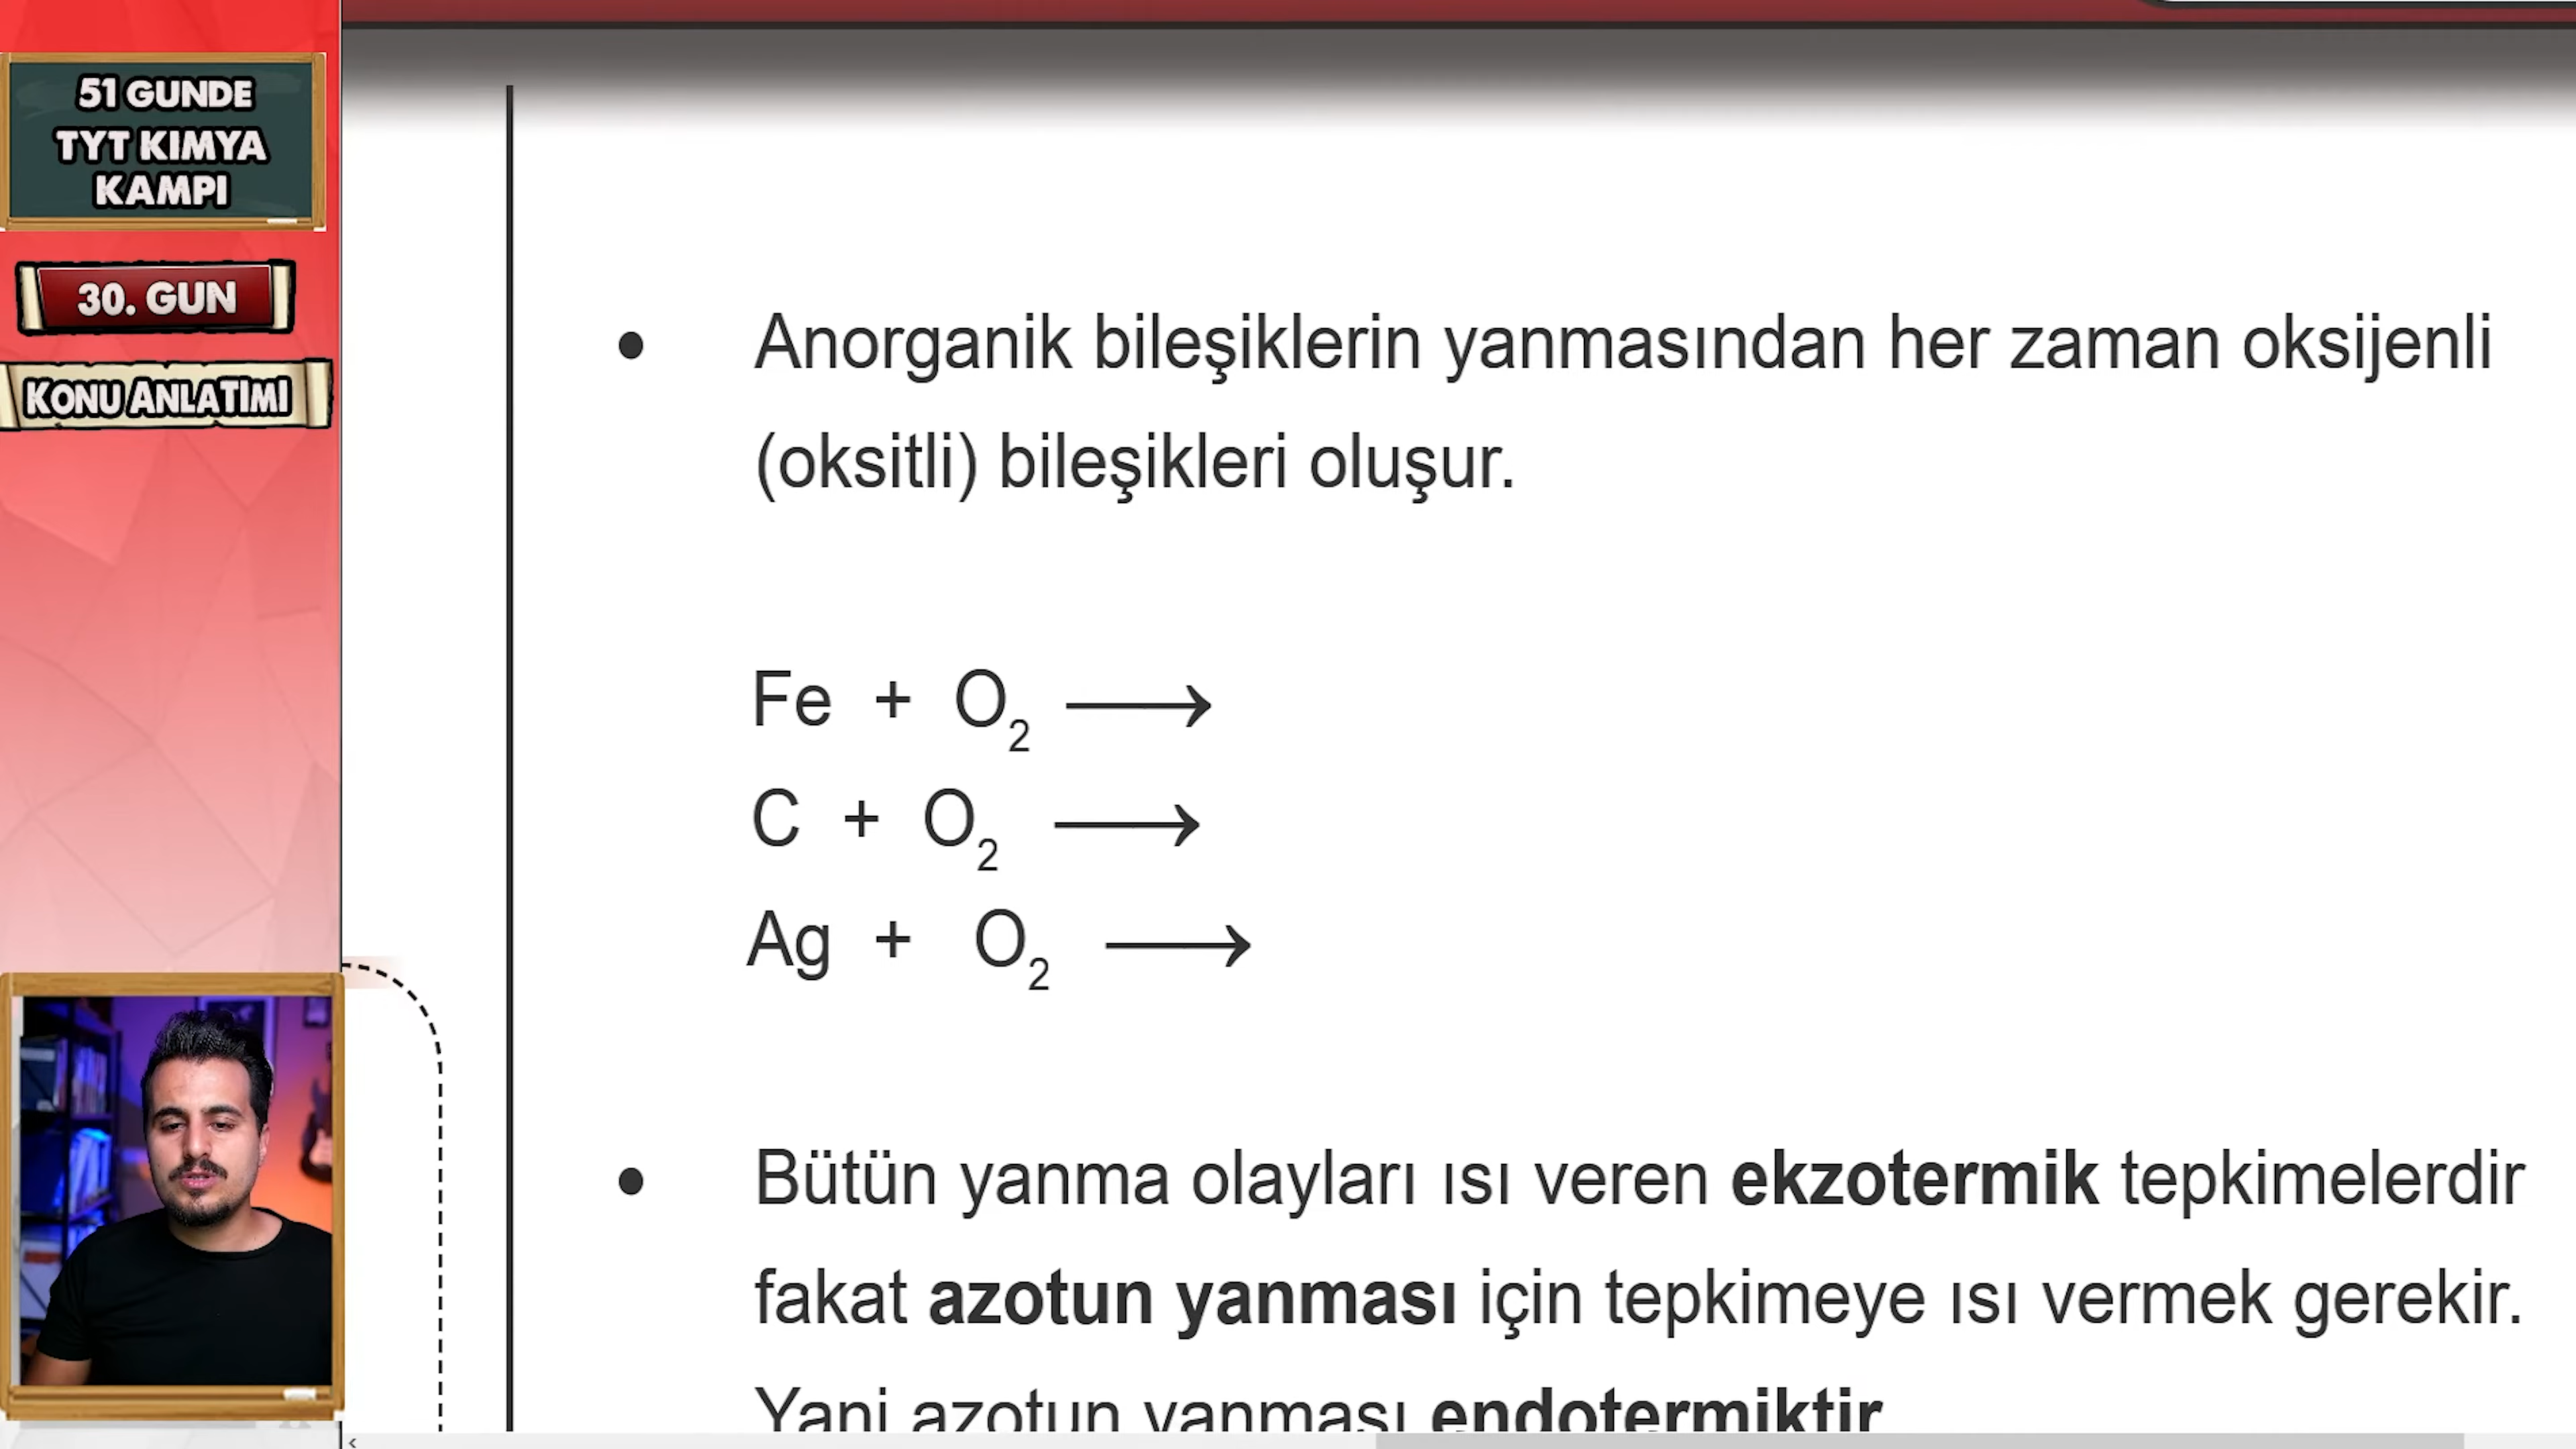 51 GUNDE
TYT KIMYA
KAMPI
30. GUN
KONU ANLATIMI
• Anorganik bileşiklerin yanmasından her zaman oksijenli
(oksitli) bileşikleri oluşur.
Fe + O₂ ⟶
C + O₂ ⟶
Ag + O₂ ⟶
• Bütün yanma olayları ısı veren ekzotermik tepkimelerdir
fakat azotun yanması için tepkimeye ısı vermek gerekir.
Yani azotun yanması endotermiktir